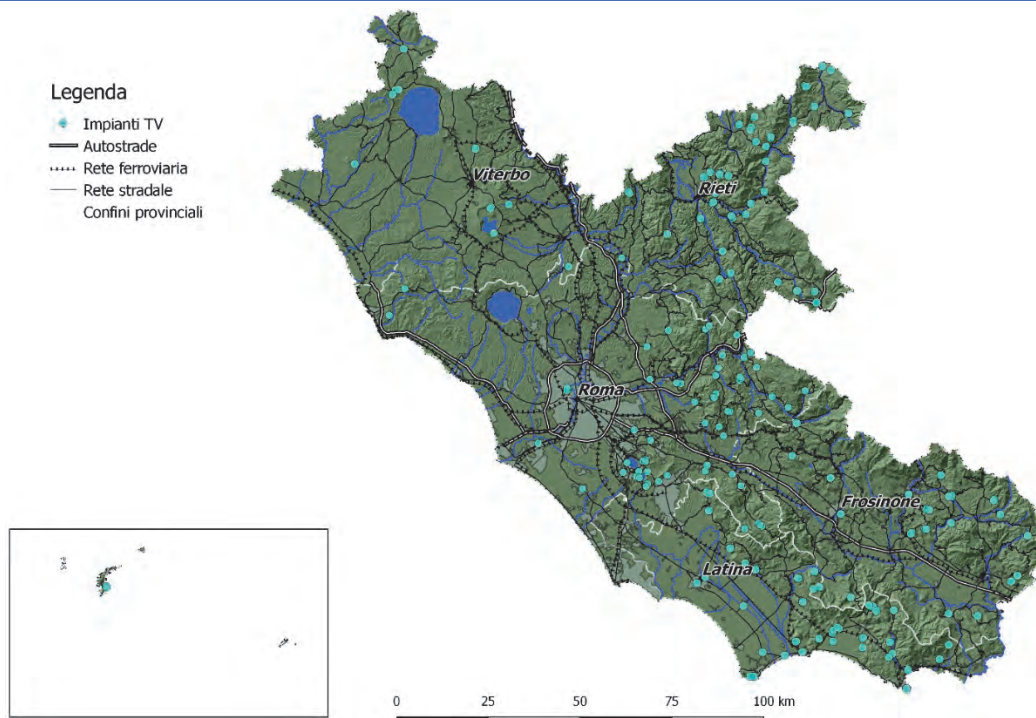 Legenda
Impianti TV
Autostrade
Rete ferroviaria
Rete stradale
Confini provinciali
Viterbo
Rieti
Roma
Frosinone
Latina
0 25 50 75 100 km